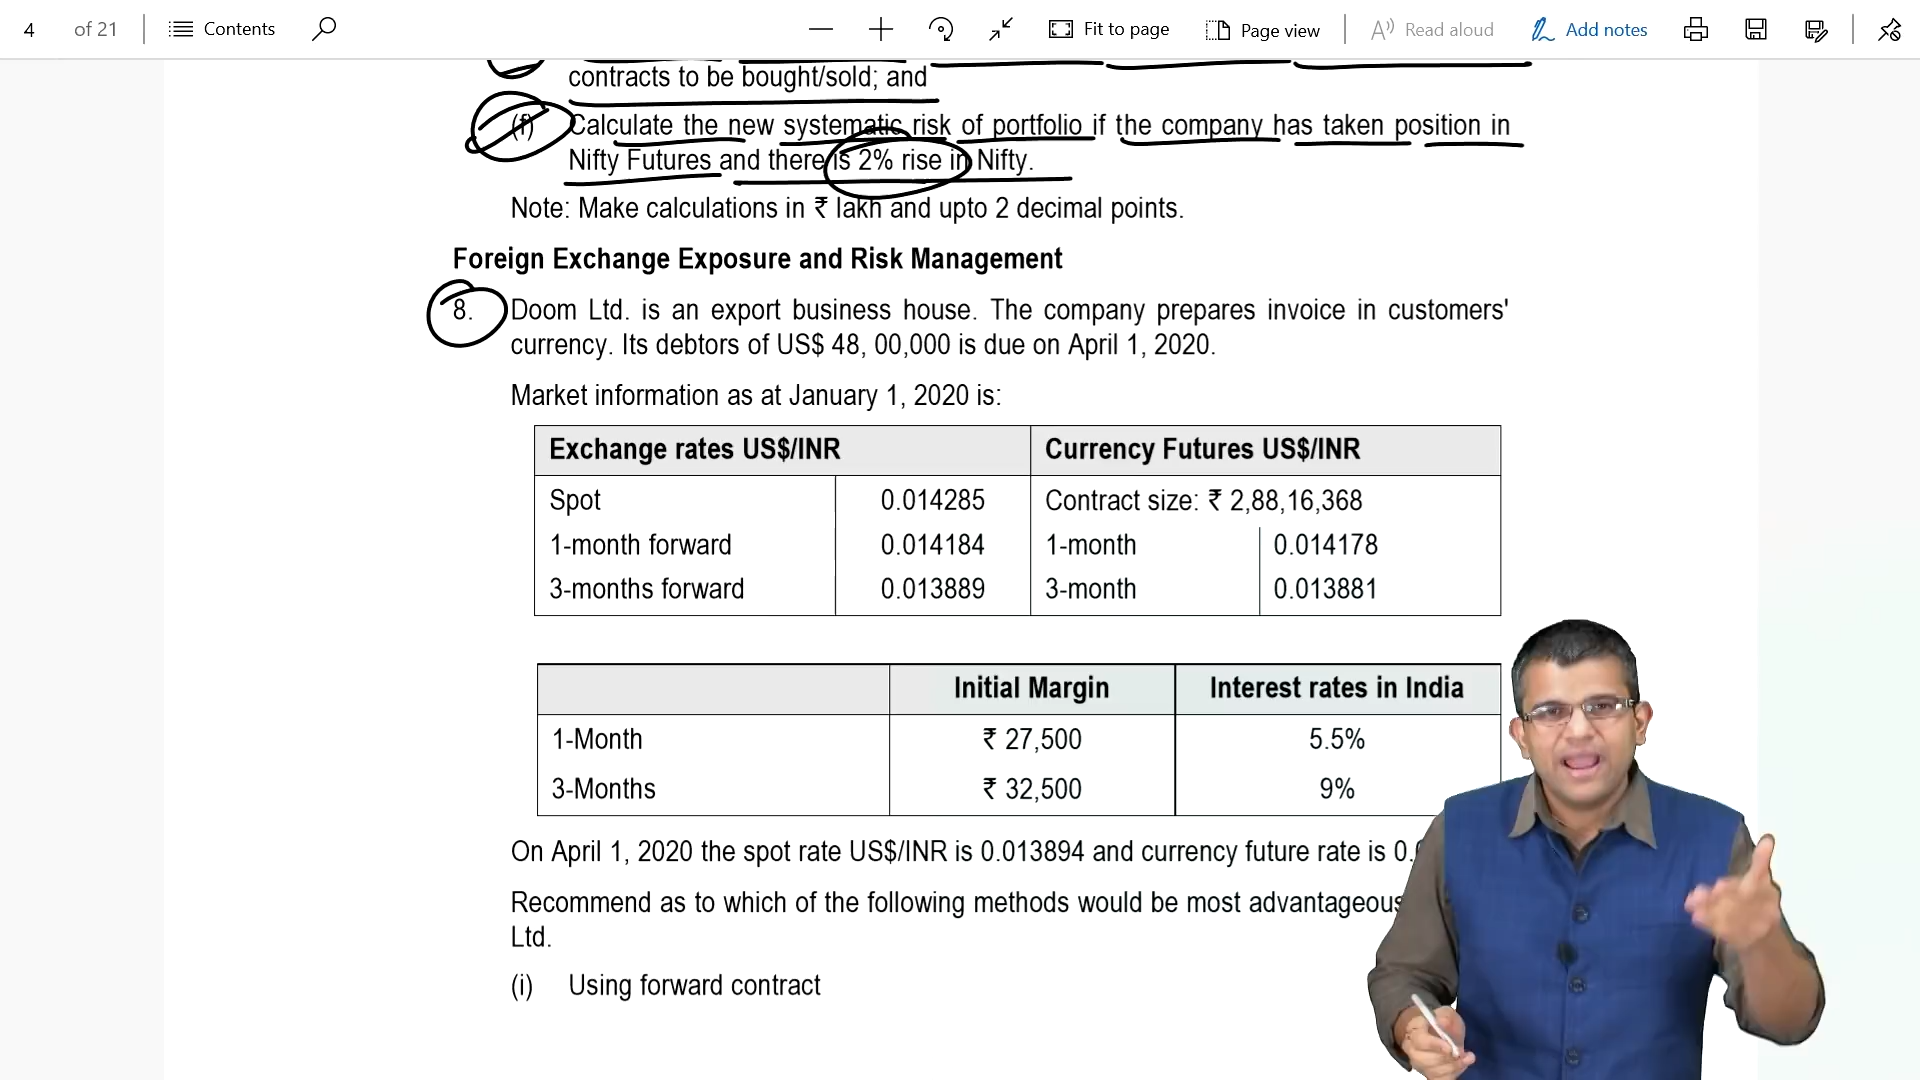 4 of 21 Contents Fit to page Page view Read aloud Add notes
contracts to be bought/sold; and
(f) Calculate the new systematic risk of portfolio if the company has taken position in
Nifty Futures and there is 2% rise in Nifty.
Note: Make calculations in ₹ lakh and upto 2 decimal points.
Foreign Exchange Exposure and Risk Management
8. Doom Ltd. is an export business house. The company prepares invoice in customers'
currency. Its debtors of US$ 48, 00,000 is due on April 1, 2020.
Market information as at January 1, 2020 is:
Exchange rates US$/INR Currency Futures US$/INR
Spot 0.014285 Contract size: ₹ 2,88,16,368
1-month forward 0.014184 1-month 0.014178
3-months forward 0.013889 3-month 0.013881
Initial Margin Interest rates in India
1-Month ₹ 27,500 5.5%
3-Months ₹ 32,500 9%
On April 1, 2020 the spot rate US$/INR is 0.013894 and currency future rate is
Recommend as to which of the following methods would be most advantageous
Ltd.
(i) Using forward contract